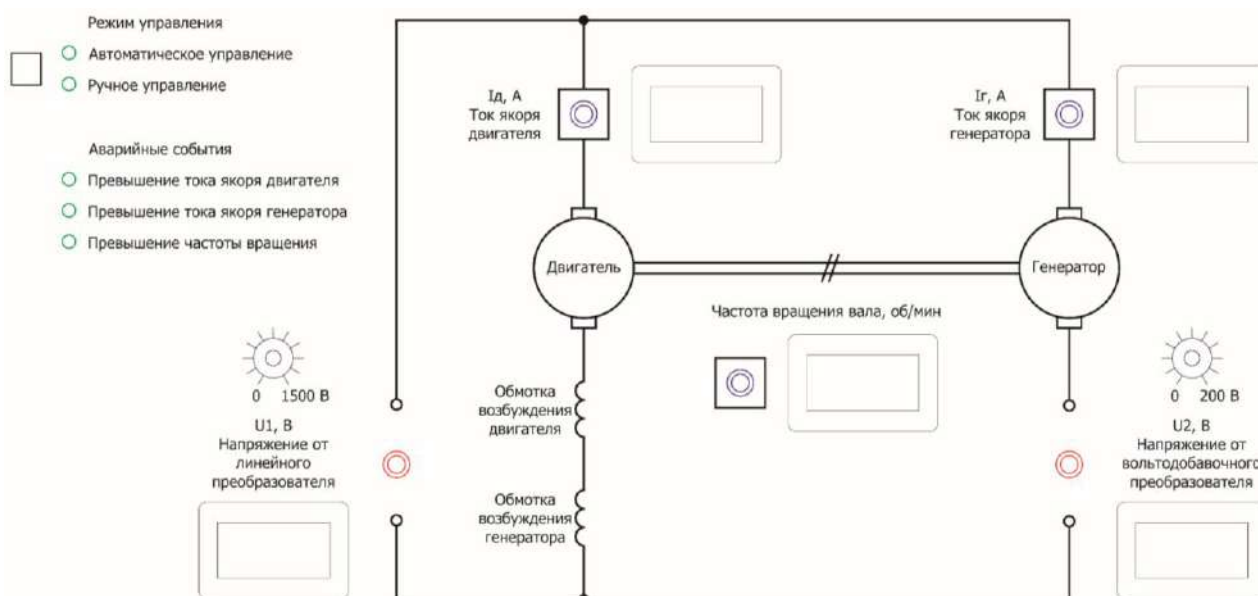 Режим управления
Автоматическое управление
Ручное управление
Аварийные события
Превышение тока якоря двигателя
Превышение тока якоря генератора
Превышение частоты вращения
Iд, А
Ток якоря
двигателя
Iг, А
Ток якоря
генератора
Двигатель
Генератор
Частота вращения вала, об/мин
0 1500 В
U1, В
Напряжение от
линейного
преобразователя
Обмотка
возбуждения
двигателя
Обмотка
возбуждения
генератора
0 200 В
U2, В
Напряжение от
вольтодобавочного
преобразователя